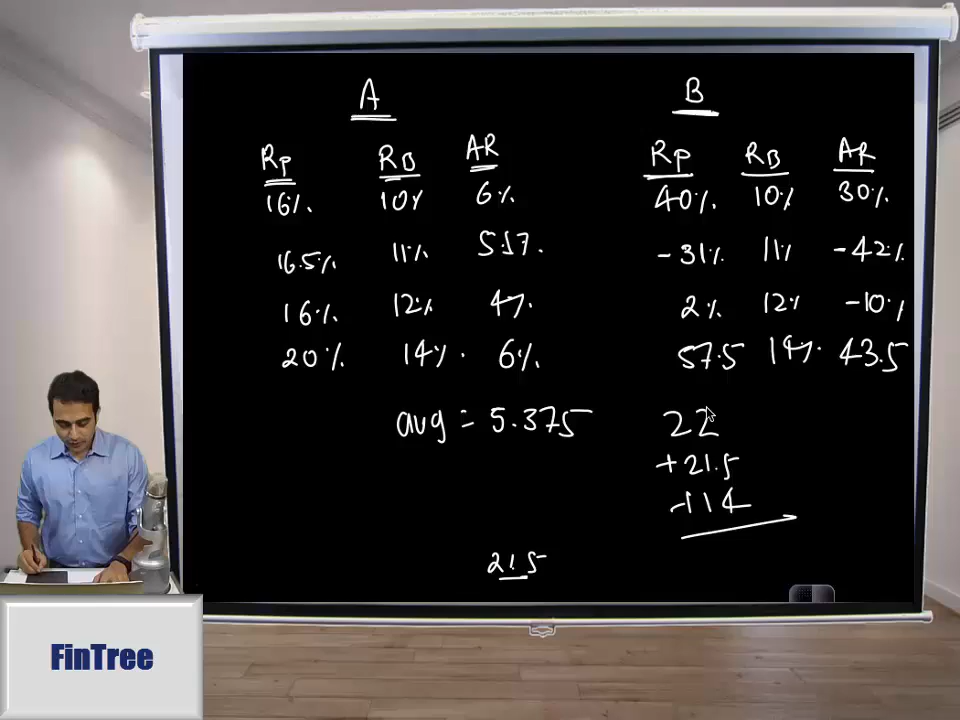 A B
Rp RB AR Rp RB AR
16% 10% 6% 40% 10% 30%
16.5% 11% 5.5% -31% 11% -42%
16% 12% 4% 2% 12% -10%
20% 14% 6% 57.5 14% 43.5
avg = 5.375 22
+21.5
-114
21.5
FinTree